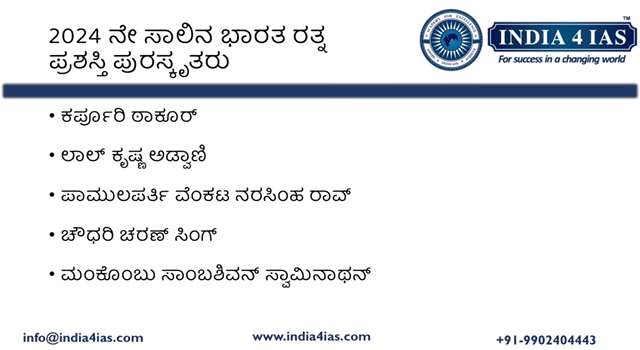 2024 ನೇ ಸಾಲಿನ ಭಾರತ ರತ್ನ
ಪ್ರಶಸ್ತಿ ಪುರಸ್ಕೃತರು
INDIA 4 IAS
TM
For success in a changing world
• ಕರ್ಪೂರಿ ಠಾಕೂರ್
• ಲಾಲ್ ಕೃಷ್ಣ ಅಡ್ವಾಣಿ
• ಪಾಮುಲಪರ್ತಿ ವೆಂಕಟ ನರಸಿಂಹ ರಾವ್
• ಚೌಧರಿ ಚರಣ್ ಸಿಂಗ್
• ಮಂಕೊಂಬು ಸಾಂಬಶಿವನ್ ಸ್ವಾಮಿನಾಥನ್
info@india4ias.com
www.india4ias.com
+91-9902404443